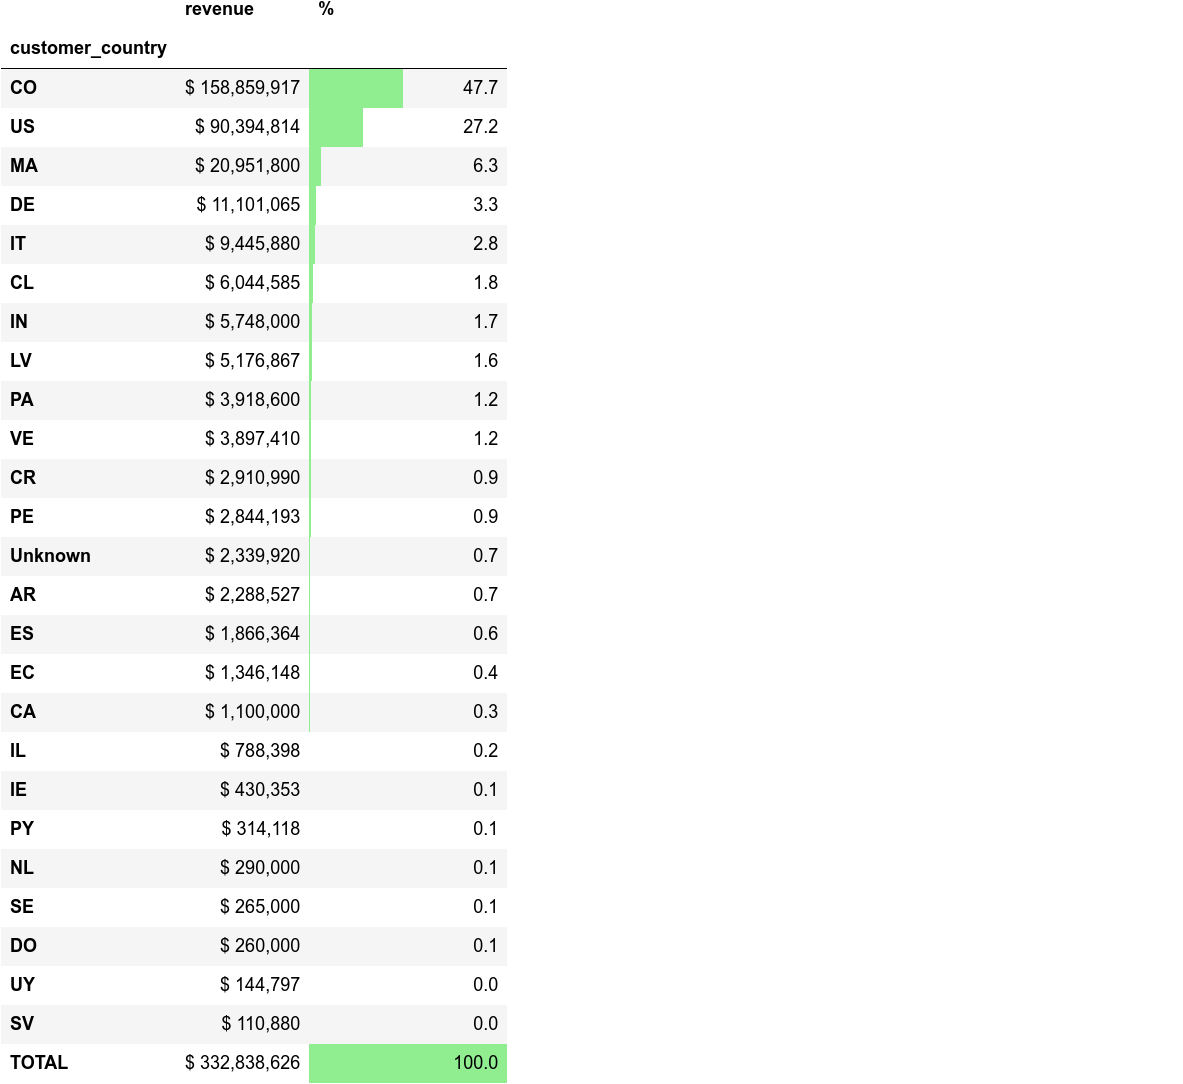 revenue %
customer_country
CO $ 158,859,917 47.7
US $ 90,394,814 27.2
MA $ 20,951,800 6.3
DE $ 11,101,065 3.3
IT $ 9,445,880 2.8
CL $ 6,044,585 1.8
IN $ 5,748,000 1.7
LV $ 5,176,867 1.6
PA $ 3,918,600 1.2
VE $ 3,897,410 1.2
CR $ 2,910,990 0.9
PE $ 2,844,193 0.9
Unknown $ 2,339,920 0.7
AR $ 2,288,527 0.7
ES $ 1,866,364 0.6
EC $ 1,346,148 0.4
CA $ 1,100,000 0.3
IL $ 788,398 0.2
IE $ 430,353 0.1
PY $ 314,118 0.1
NL $ 290,000 0.1
SE $ 265,000 0.1
DO $ 260,000 0.1
UY $ 144,797 0.0
SV $ 110,880 0.0
TOTAL $ 332,838,626 100.0